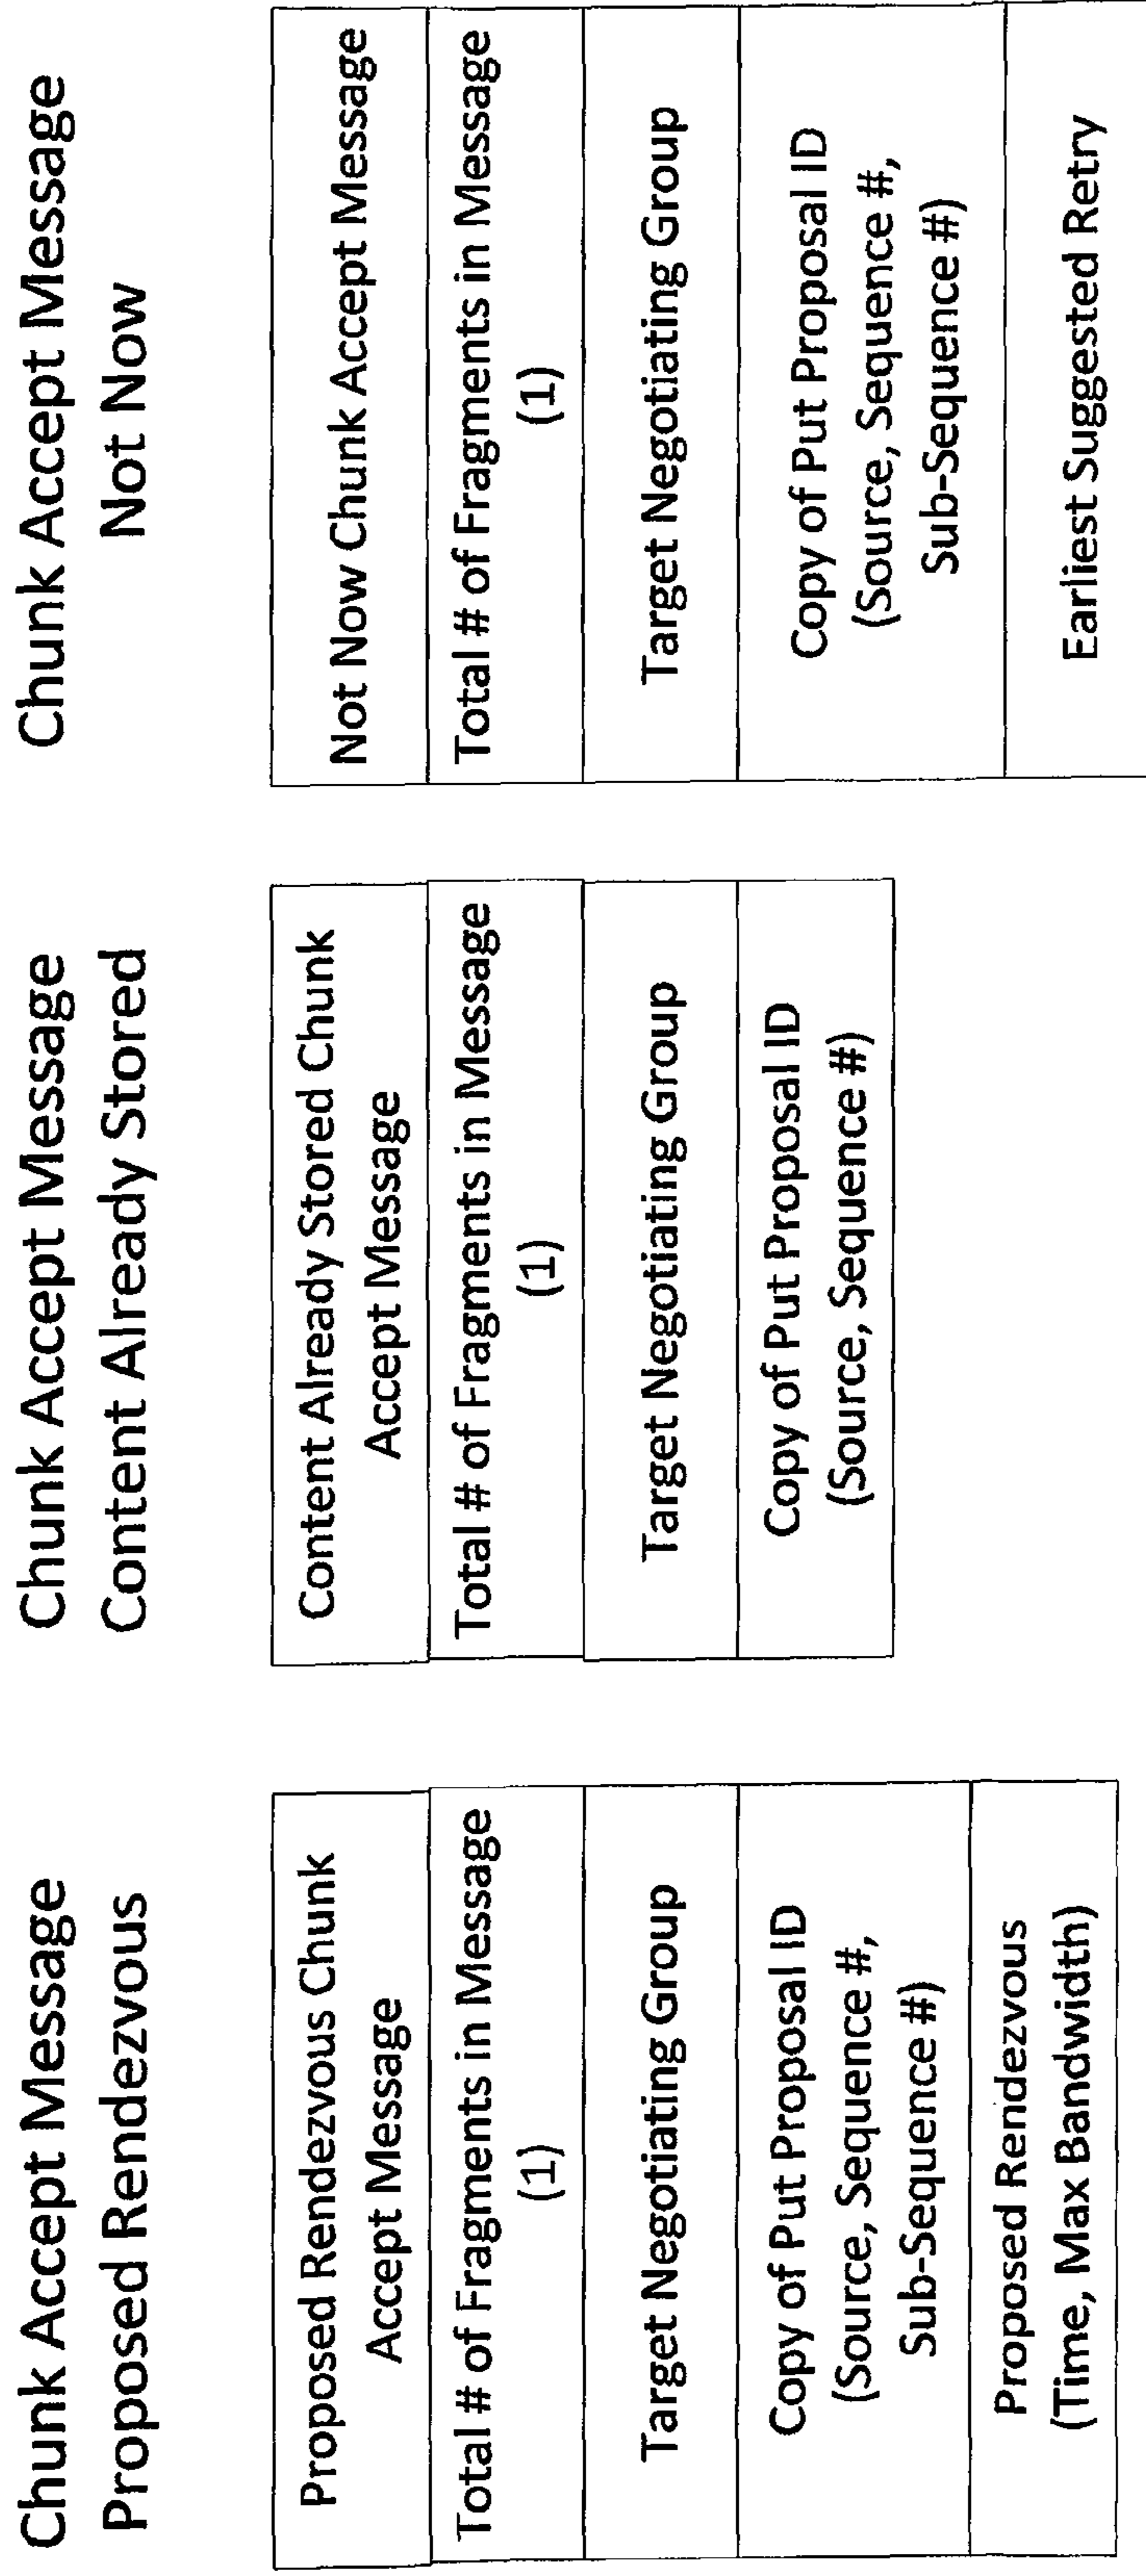 Chunk Accept Message
Proposed Rendezvous
Proposed Rendezvous Chunk
Accept Message
Total # of Fragments in Message
(1)
Target Negotiating Group
Copy of Put Proposal ID
(Source, Sequence #,
Sub-Sequence #)
Proposed Rendezvous
(Time, Max Bandwidth)
Chunk Accept Message
Content Already Stored
Content Already Stored Chunk
Accept Message
Total # of Fragments in Message
(1)
Target Negotiating Group
Copy of Put Proposal ID
(Source, Sequence #)
Chunk Accept Message
Not Now
Not Now Chunk Accept Message
Total # of Fragments in Message
(1)
Target Negotiating Group
Copy of Put Proposal ID
(Source, Sequence #,
Sub-Sequence #)
Earliest Suggested Retry